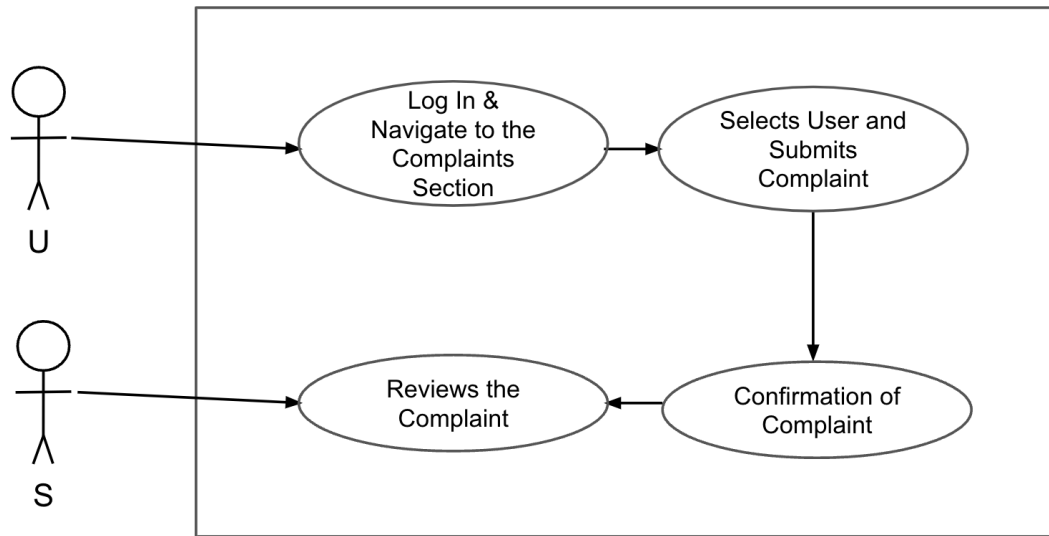 Log In &
Navigate to the
Complaints
Section
Selects User and
Submits
Complaint
U
Reviews the
Complaint
Confirmation of
Complaint
S